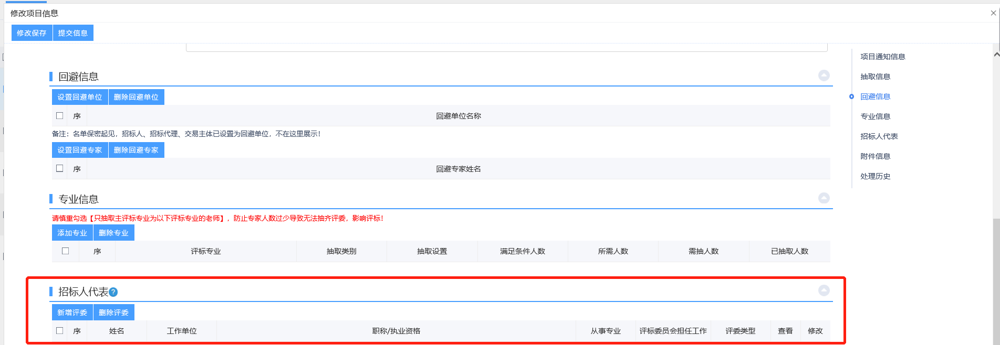 修改项目信息
修改保存 提交信息
回避信息
设置回避单位 删除回避单位
序 回避单位名称
备注：名单保密起见，招标人、招标代理、交易主体已设置为回避单位，不在这里展示！
设置回避专家 删除回避专家
序 回避专家姓名
专业信息
请慎重勾选【只抽取主评标专业为以下评标专业的老师】，防止专家人数过少导致无法抽齐评委，影响评标！
添加专业 删除专业
序 评标专业 抽取类别 抽取设置 满足条件人数 所需人数 需抽人数 已抽取人数
招标人代表
新增评委 删除评委
序 姓名 工作单位 职称/执业资格 从事专业 评标委员会担任工作 评委类型 查看 修改
项目通知信息
抽取信息
回避信息
专业信息
招标人代表
附件信息
处理历史